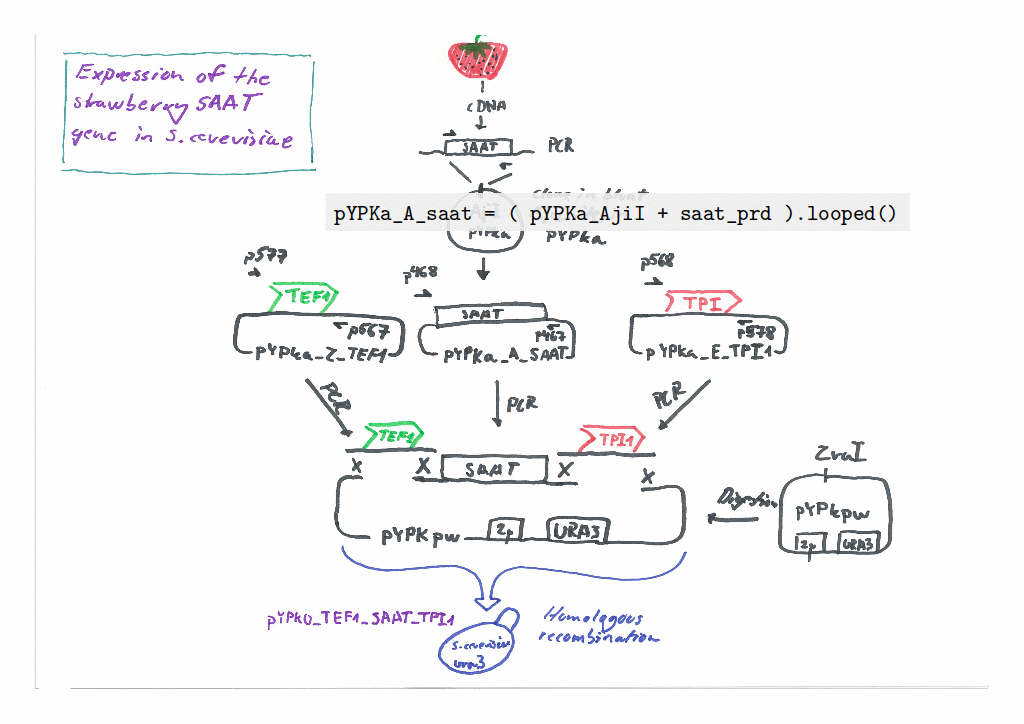 Expression of the
stawberry SAAT
gene in S. cerevisiae
cDNA
SAAT
PCR
pYPKa_A_saat = ( pYPKa_AjiI + saat_prd ).looped()
pYPKa
pYPKa
p577
p468
p568
TEF1
SAAT
TPI
p567
p467
p578
pYPka_Z_TEF1
pYPKa_A_SAAT
pYPka_E_TPI1
PCR
PCR
PCR
TEF1
TPI1
X
X
SAAT
X
X
ZraI
Digestion
pYPKpw
2µ
URA3
pYPKpw
2µ
URA3
pYPK0_TEF1_SAAT_TPI1
Homologous
recombination
S. cerevisiae
ura3